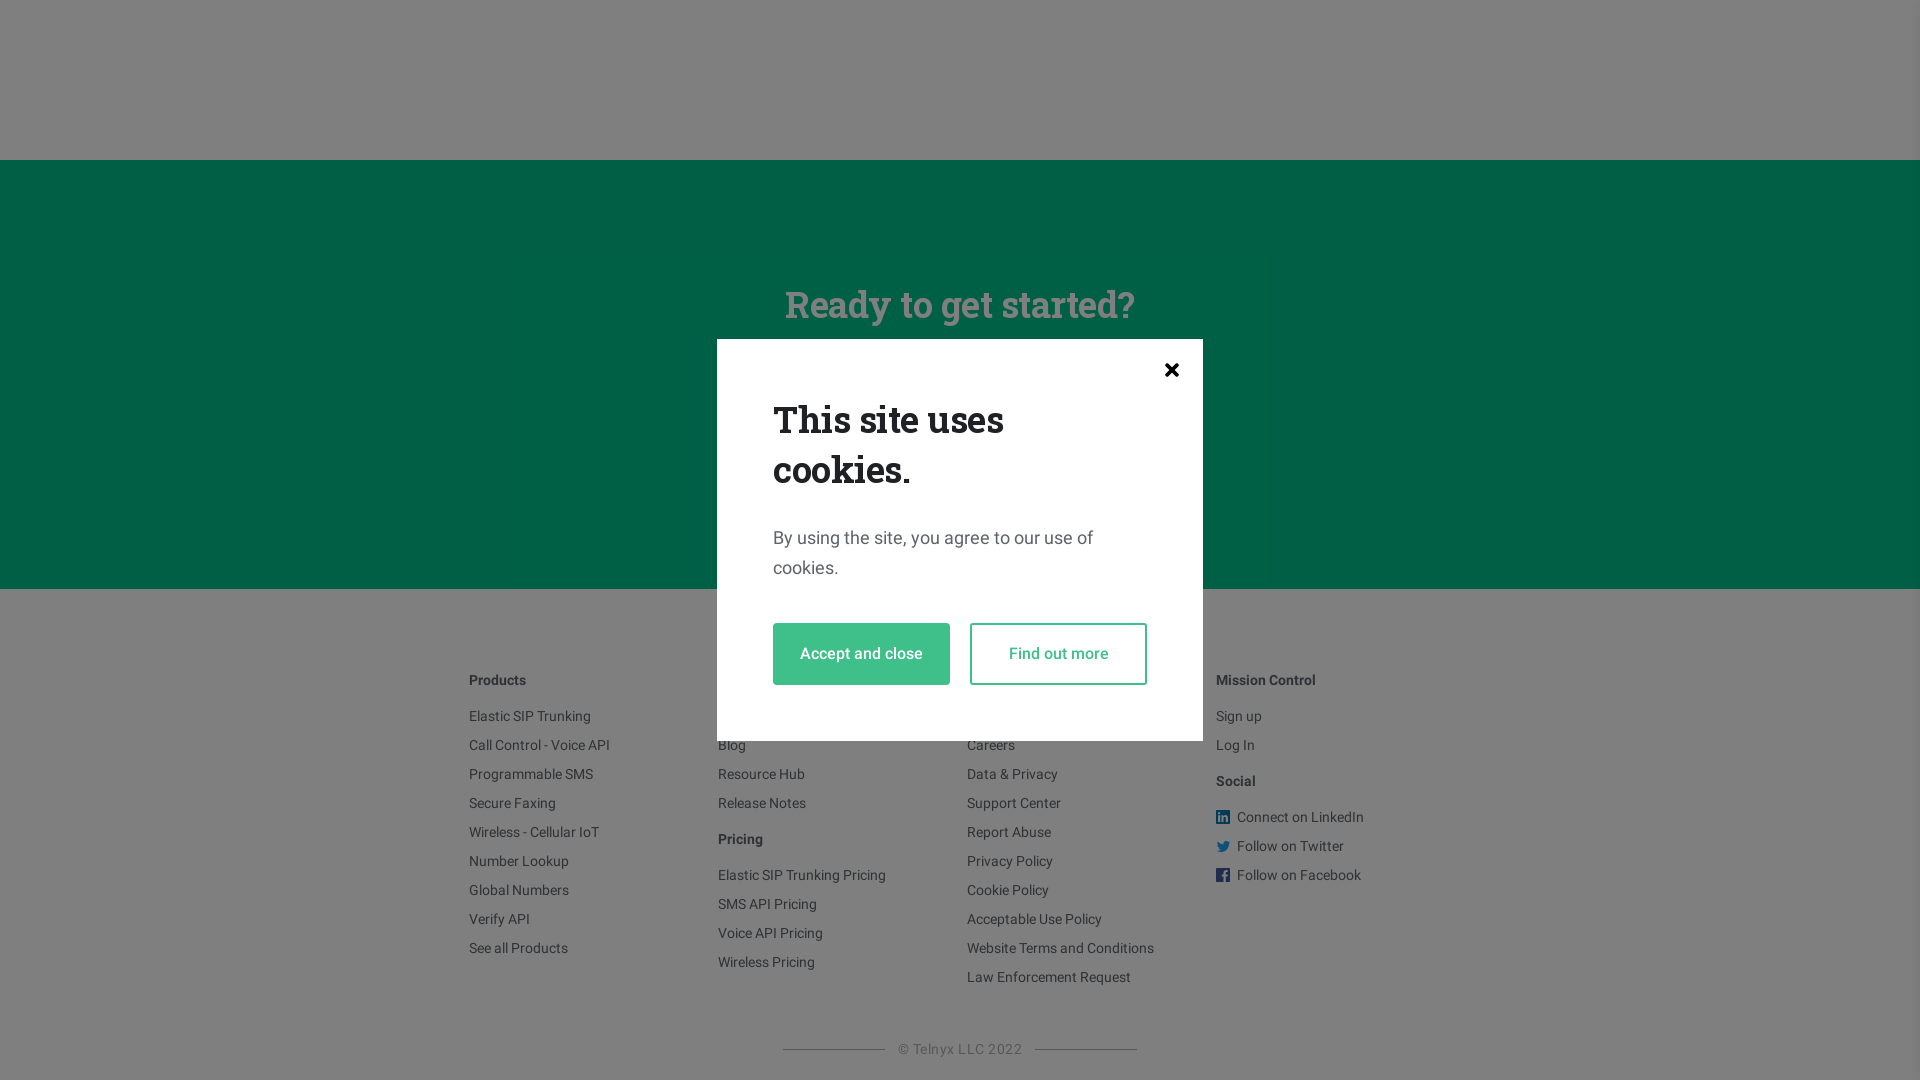 Ready to get started?
This site uses
cookies.
By using the site, you agree to our use of
cookies.
Accept and close
Find out more
Products
Elastic SIP Trunking
Call Control - Voice API
Programmable SMS
Secure Faxing
Wireless - Cellular IoT
Number Lookup
Global Numbers
Verify API
See all Products
Blog
Resource Hub
Release Notes
Pricing
Elastic SIP Trunking Pricing
SMS API Pricing
Voice API Pricing
Wireless Pricing
Careers
Data & Privacy
Support Center
Report Abuse
Privacy Policy
Cookie Policy
Acceptable Use Policy
Website Terms and Conditions
Law Enforcement Request
Mission Control
Sign up
Log In
Social
Connect on LinkedIn
Follow on Twitter
Follow on Facebook
© Telnyx LLC 2022